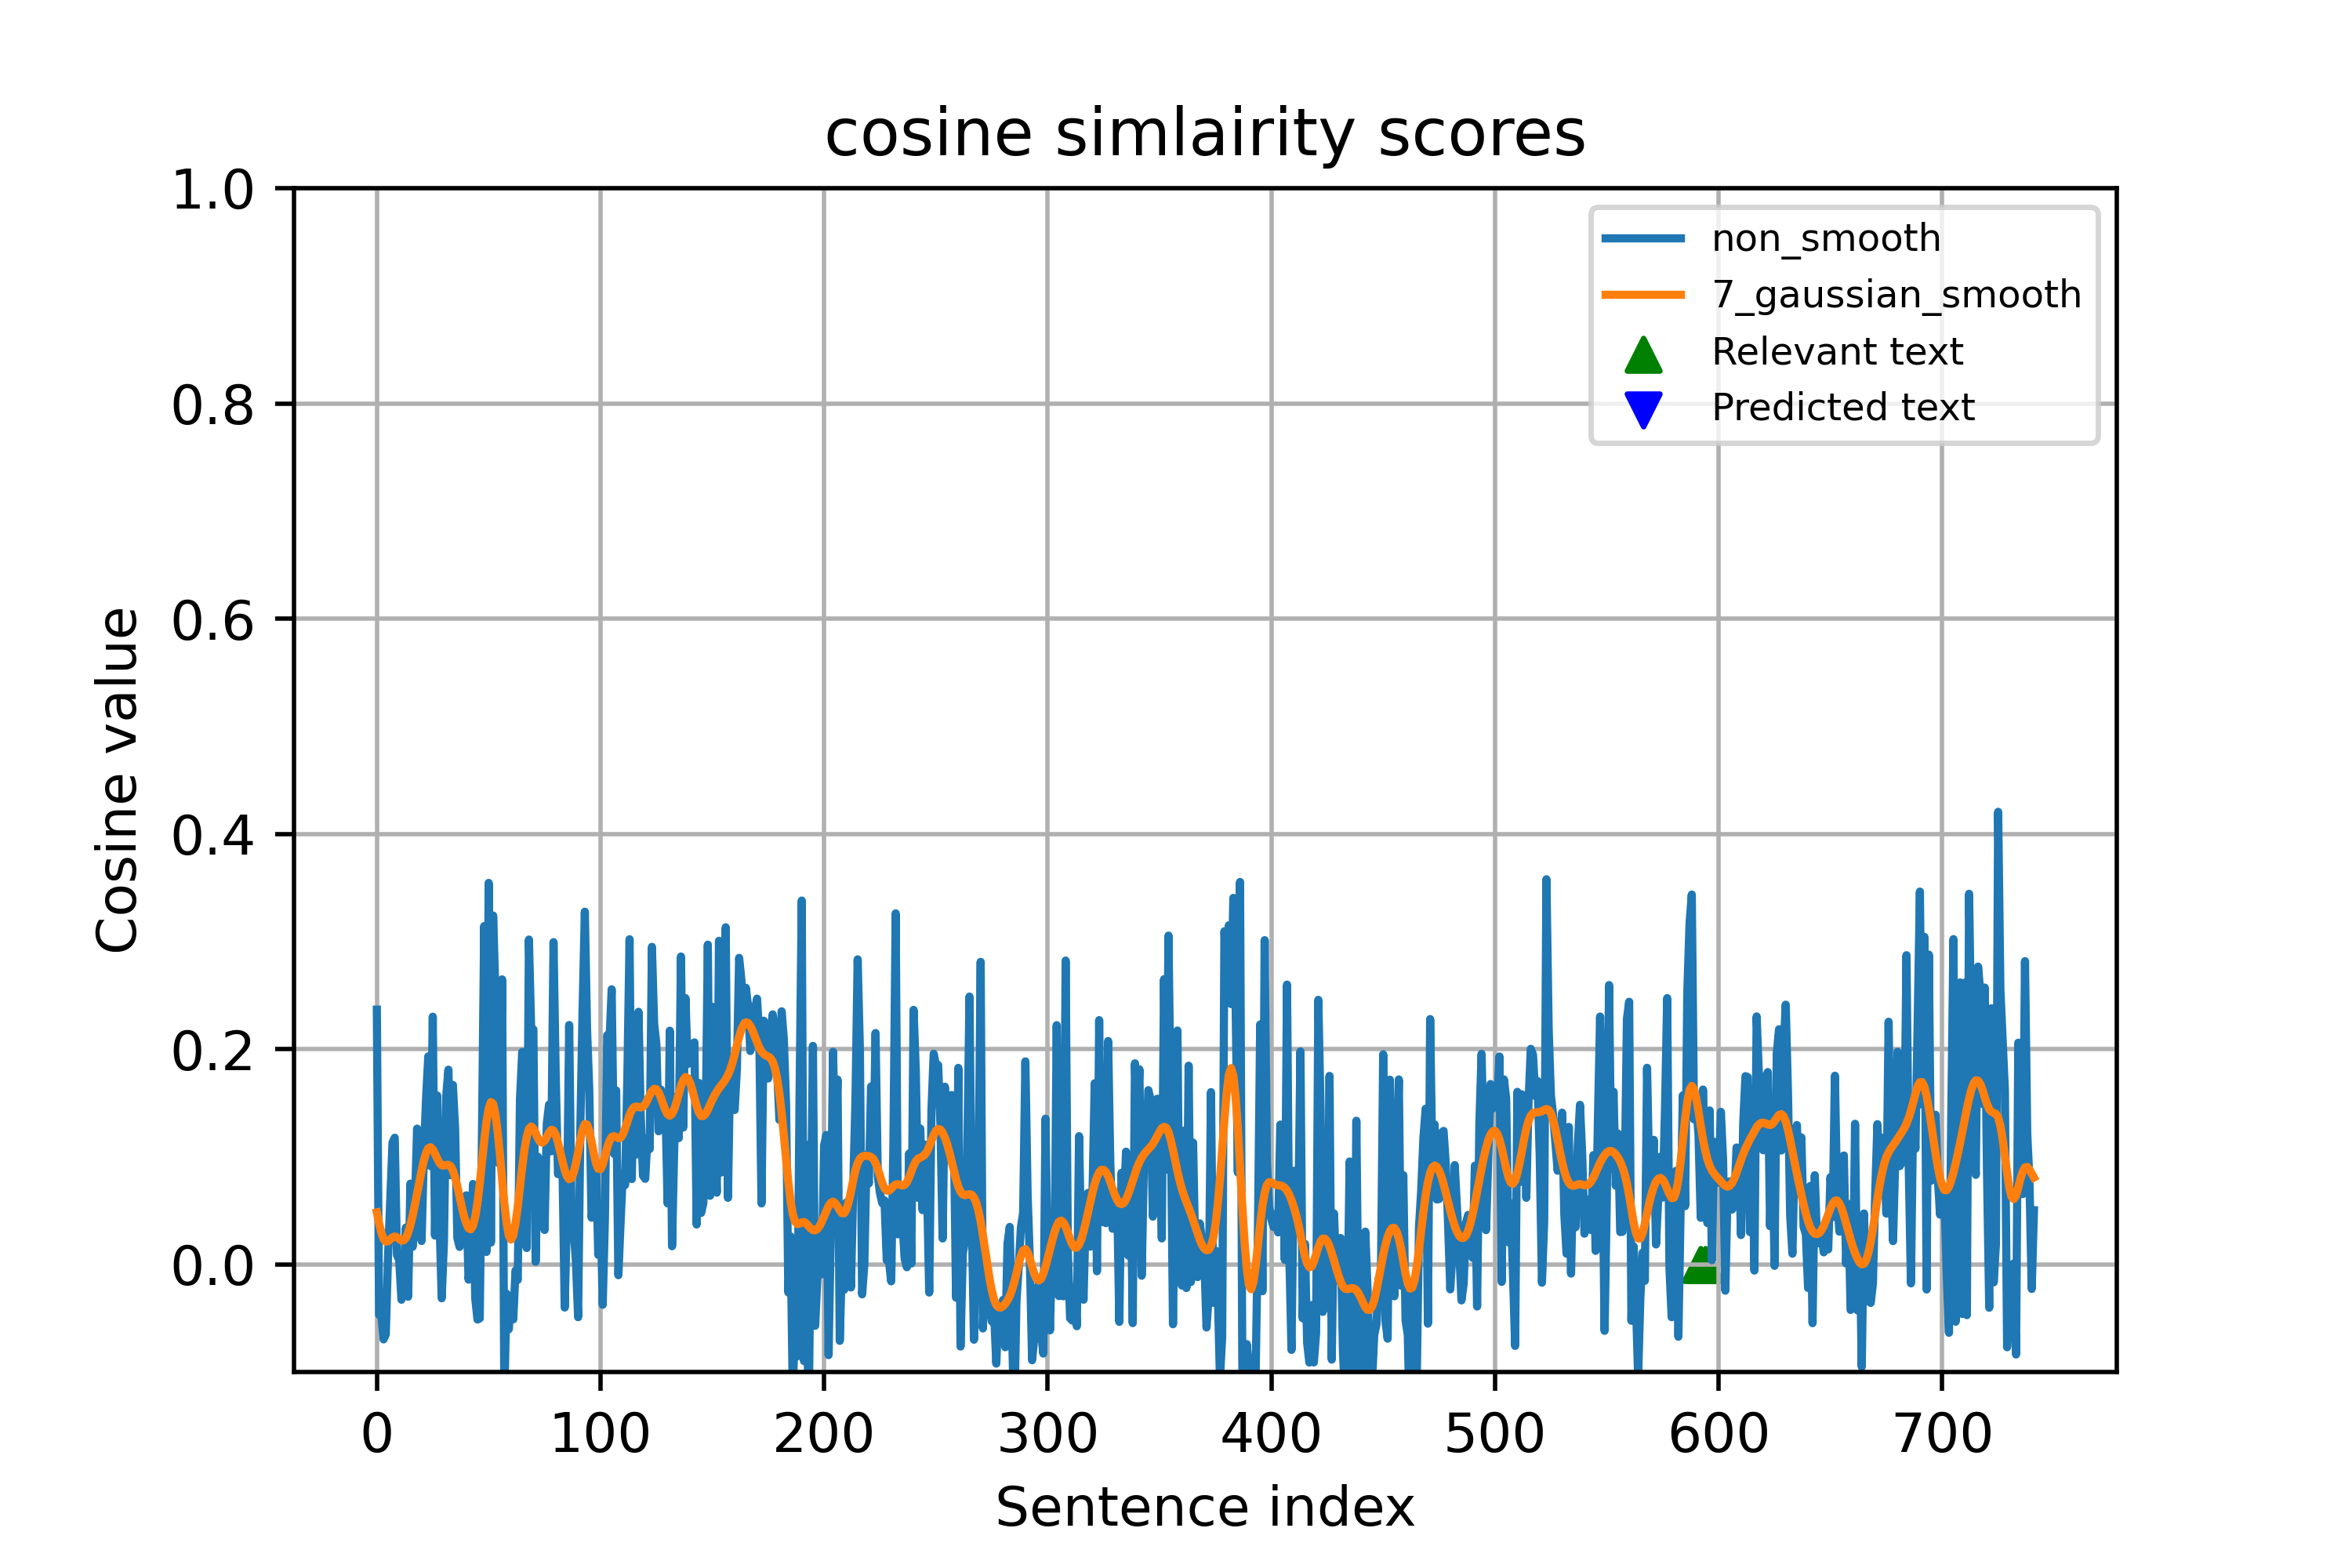 cosine simlairity scores
1.0
0.8
0.6
0.4
0.2
0.0
Cosine value
non_smooth
7_gaussian_smooth
Relevant text
Predicted text
0 100 200 300 400 500 600 700
Sentence index